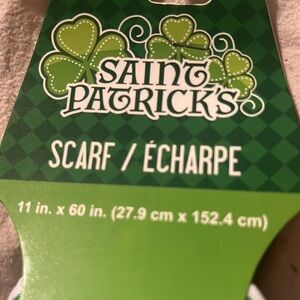 SAINT
PATRICK'S
SCARF / ÉCHARPE
11 in. x 60 in. (27.9 cm x 152.4 cm)